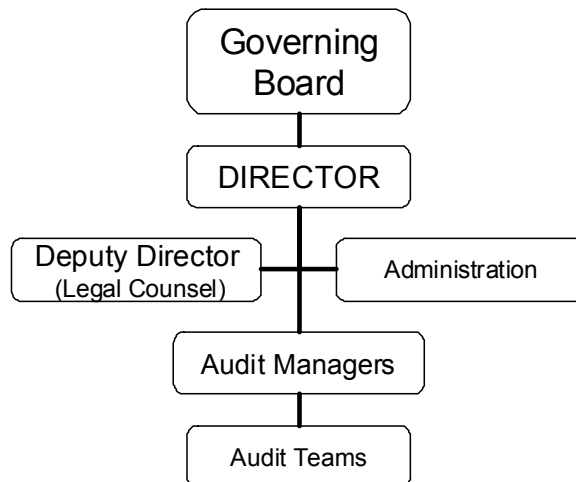 Governing
Board
DIRECTOR
Deputy Director
(Legal Counsel)
Administration
Audit Managers
Audit Teams